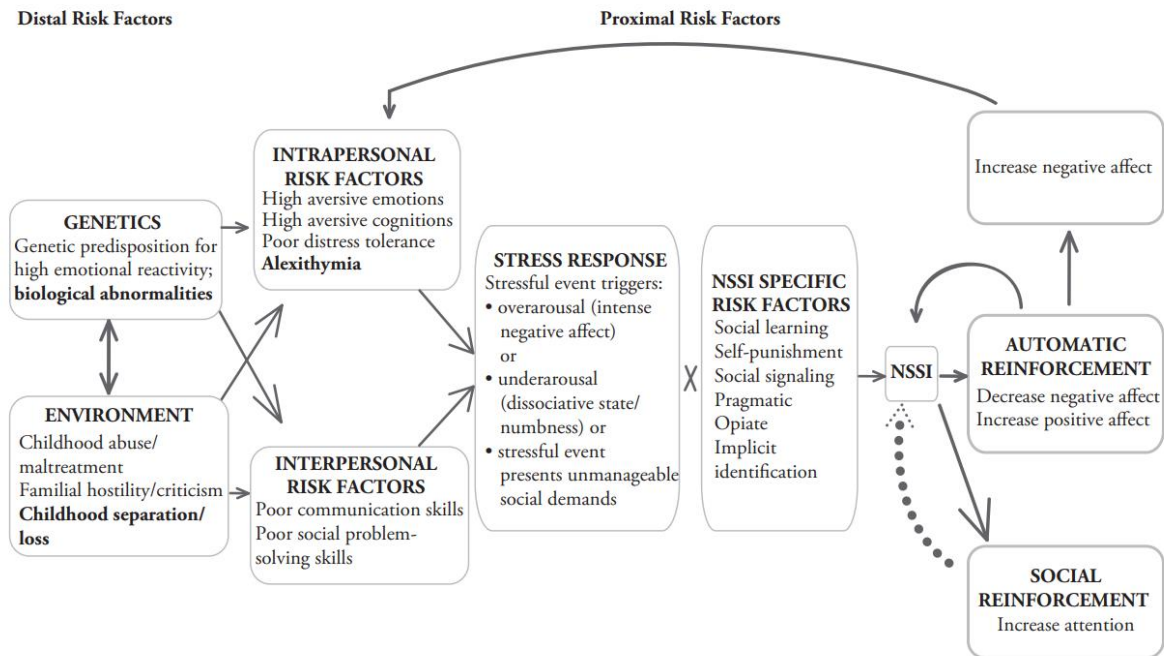 Distal Risk Factors
Proximal Risk Factors
GENETICS
Genetic predisposition for
high emotional reactivity;
biological abnormalities
ENVIRONMENT
Childhood abuse/
maltreatment
Familial hostility/criticism
Childhood separation/
loss
INTRAPERSONAL
RISK FACTORS
High aversive emotions
High aversive cognitions
Poor distress tolerance
Alexithymia
INTERPERSONAL
RISK FACTORS
Poor communication skills
Poor social problem-
solving skills
STRESS RESPONSE
Stressful event triggers:
• overarousal (intense
negative affect)
or
• underarousal
(dissociative state/
numbness) or
• stressful event
presents unmanageable
social demands
X
NSSI SPECIFIC
RISK FACTORS
Social learning
Self-punishment
Social signaling
Pragmatic
Opiate
Implicit
identification
NSSI
Increase negative affect
AUTOMATIC
REINFORCEMENT
Decrease negative affect
Increase positive affect
SOCIAL
REINFORCEMENT
Increase attention